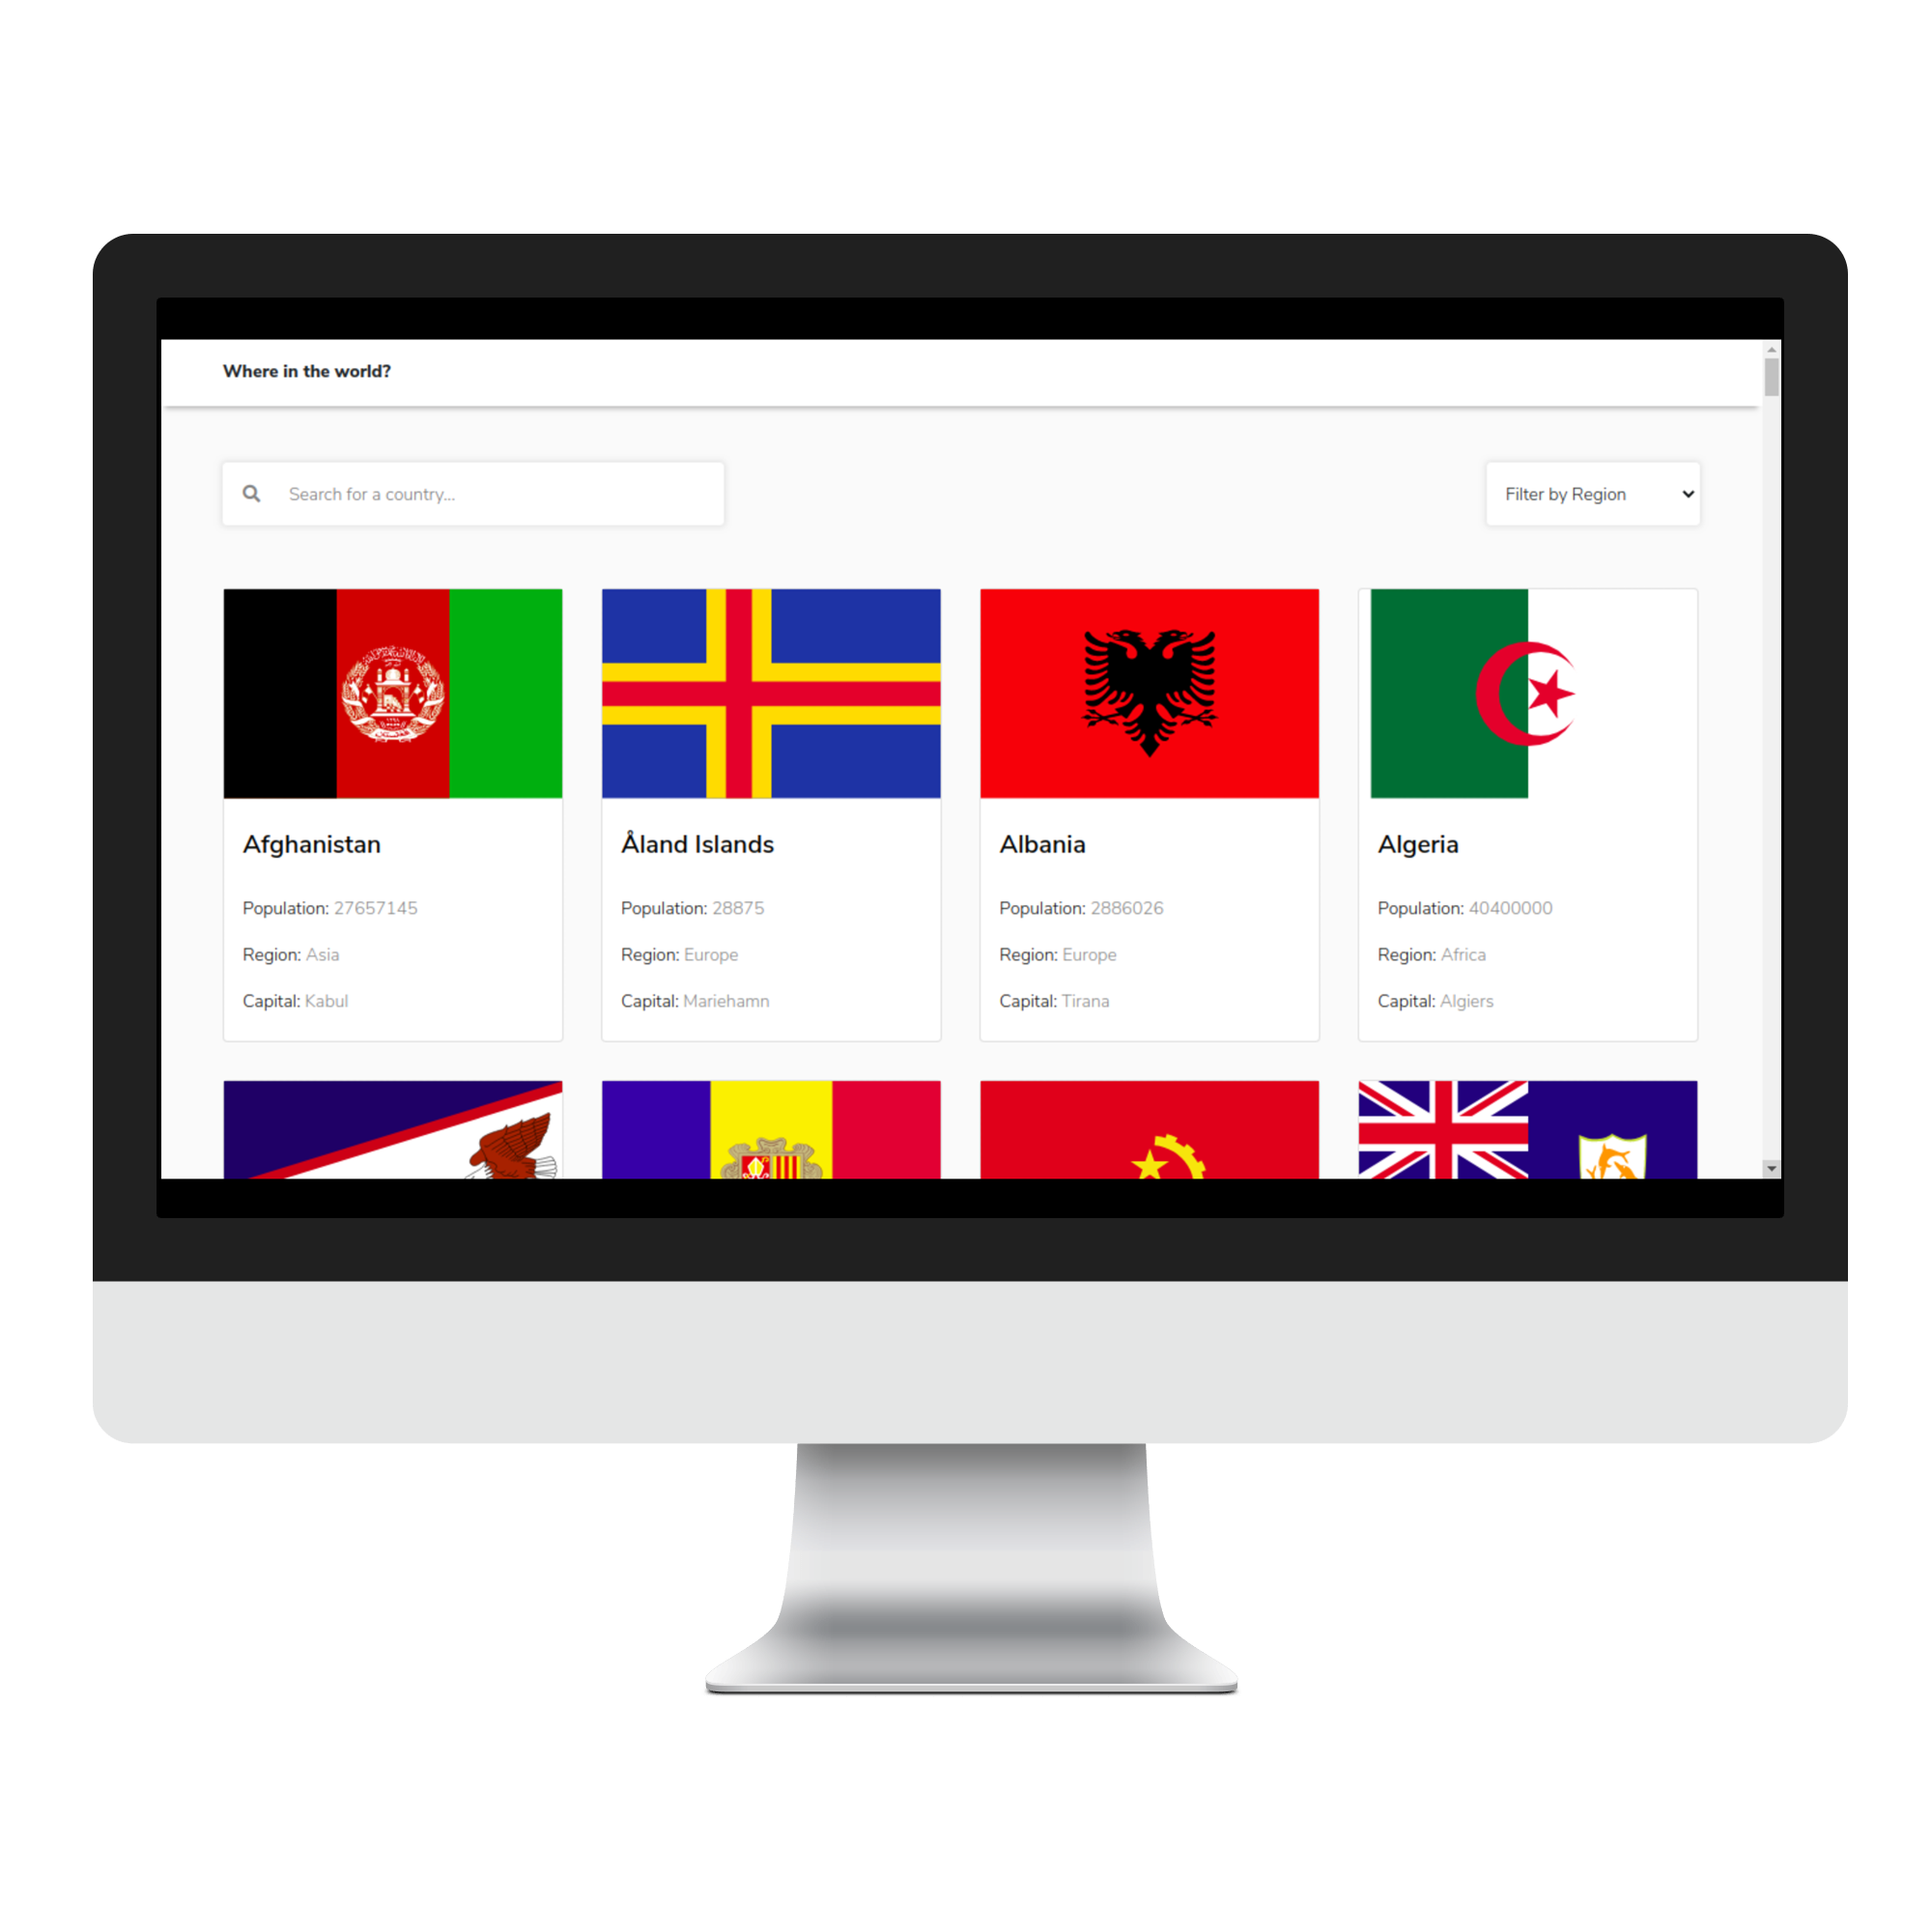 Where in the world?
Search for a country...
Filter by Region
Afghanistan
Åland Islands
Albania
Algeria
Population: 27657145
Population: 28875
Population: 2886026
Population: 40400000
Region: Asia
Region: Europe
Region: Europe
Region: Africa
Capital: Kabul
Capital: Mariehamn
Capital: Tirana
Capital: Algiers